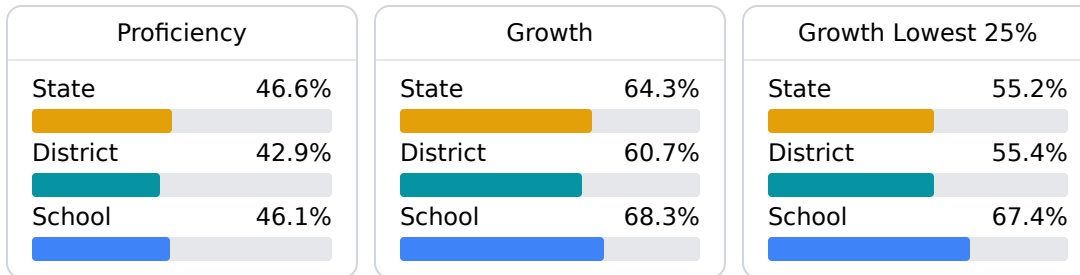 Proficiency
State 46.6%
District 42.9%
School 46.1%
Growth
State 64.3%
District 60.7%
School 68.3%
Growth Lowest 25%
State 55.2%
District 55.4%
School 67.4%